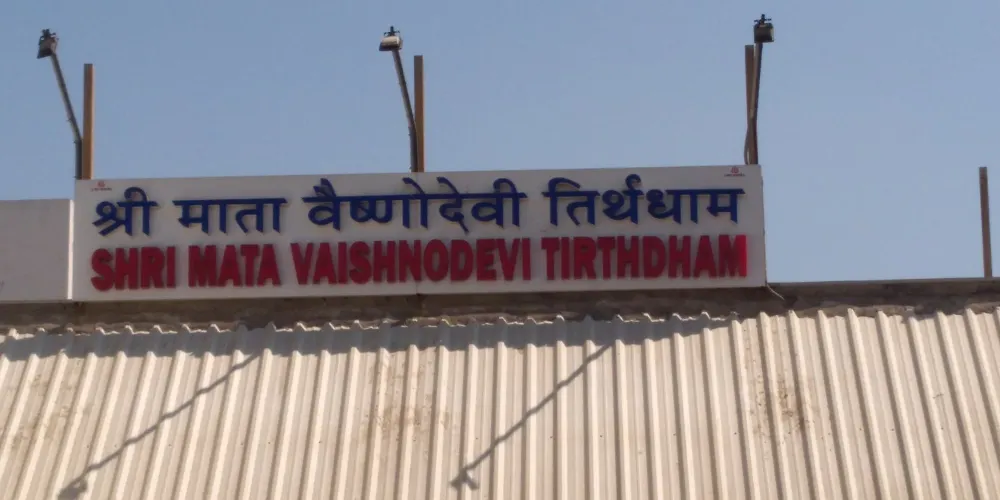 श्री माता वैष्णोदेवी तिर्थधाम
SHRI MATA VAISHNODEVI TIRTHDHAM